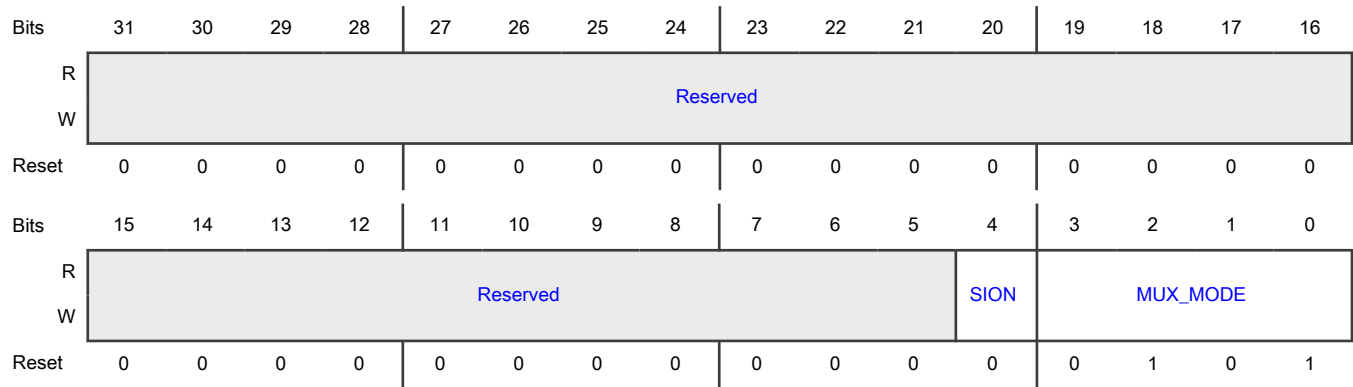 Bits 31 30 29 28 27 26 25 24 23 22 21 20 19 18 17 16
R
Reserved
W
Reset 0 0 0 0 0 0 0 0 0 0 0 0 0 0 0 0
Bits 15 14 13 12 11 10 9 8 7 6 5 4 3 2 1 0
R
Reserved SION MUX_MODE
W
Reset 0 0 0 0 0 0 0 0 0 0 0 0 0 1 0 1